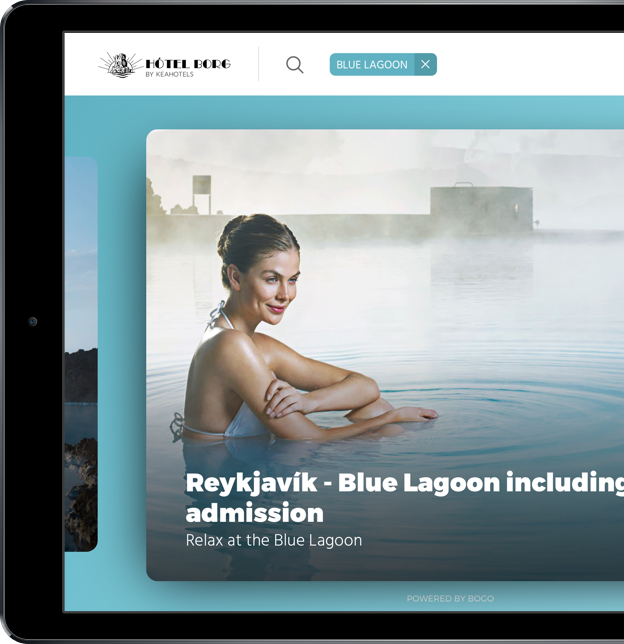 HÓTEL BORG
BY KEAHOTELS
BLUE LAGOON
Reykjavík - Blue Lagoon including
admission
Relax at the Blue Lagoon
POWERED BY BOGO